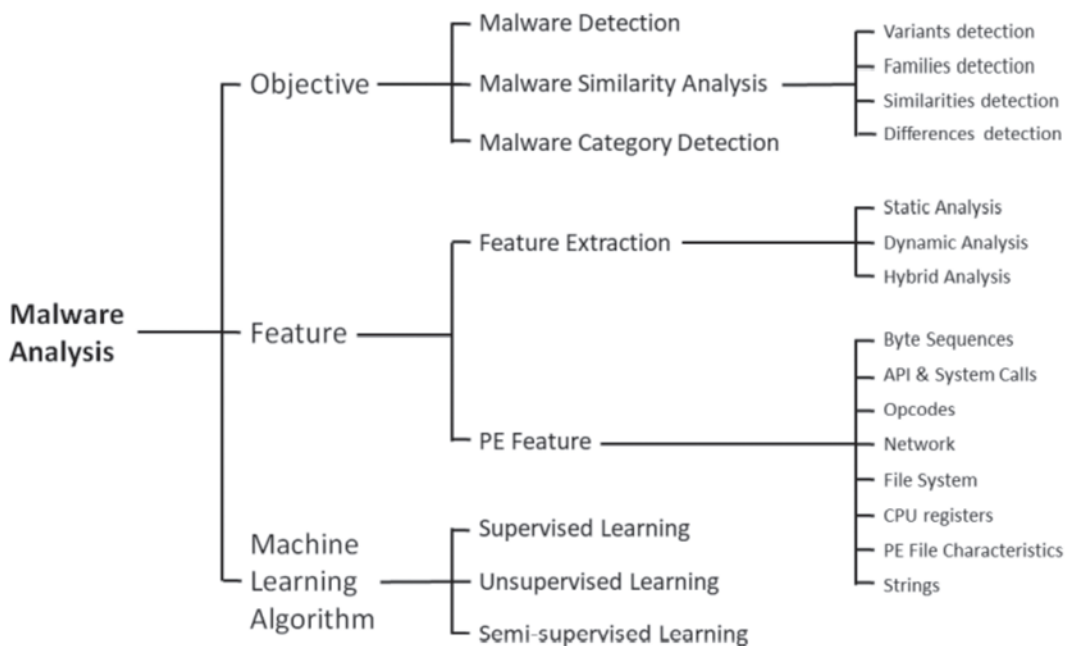 Malware
Analysis
Objective
Malware Detection
Malware Similarity Analysis
Variants detection
Families detection
Similarities detection
Differences detection
Malware Category Detection
Feature
Feature Extraction
Static Analysis
Dynamic Analysis
Hybrid Analysis
PE Feature
Byte Sequences
API & System Calls
Opcodes
Network
File System
CPU registers
PE File Characteristics
Strings
Machine
Learning
Algorithm
Supervised Learning
Unsupervised Learning
Semi-supervised Learning